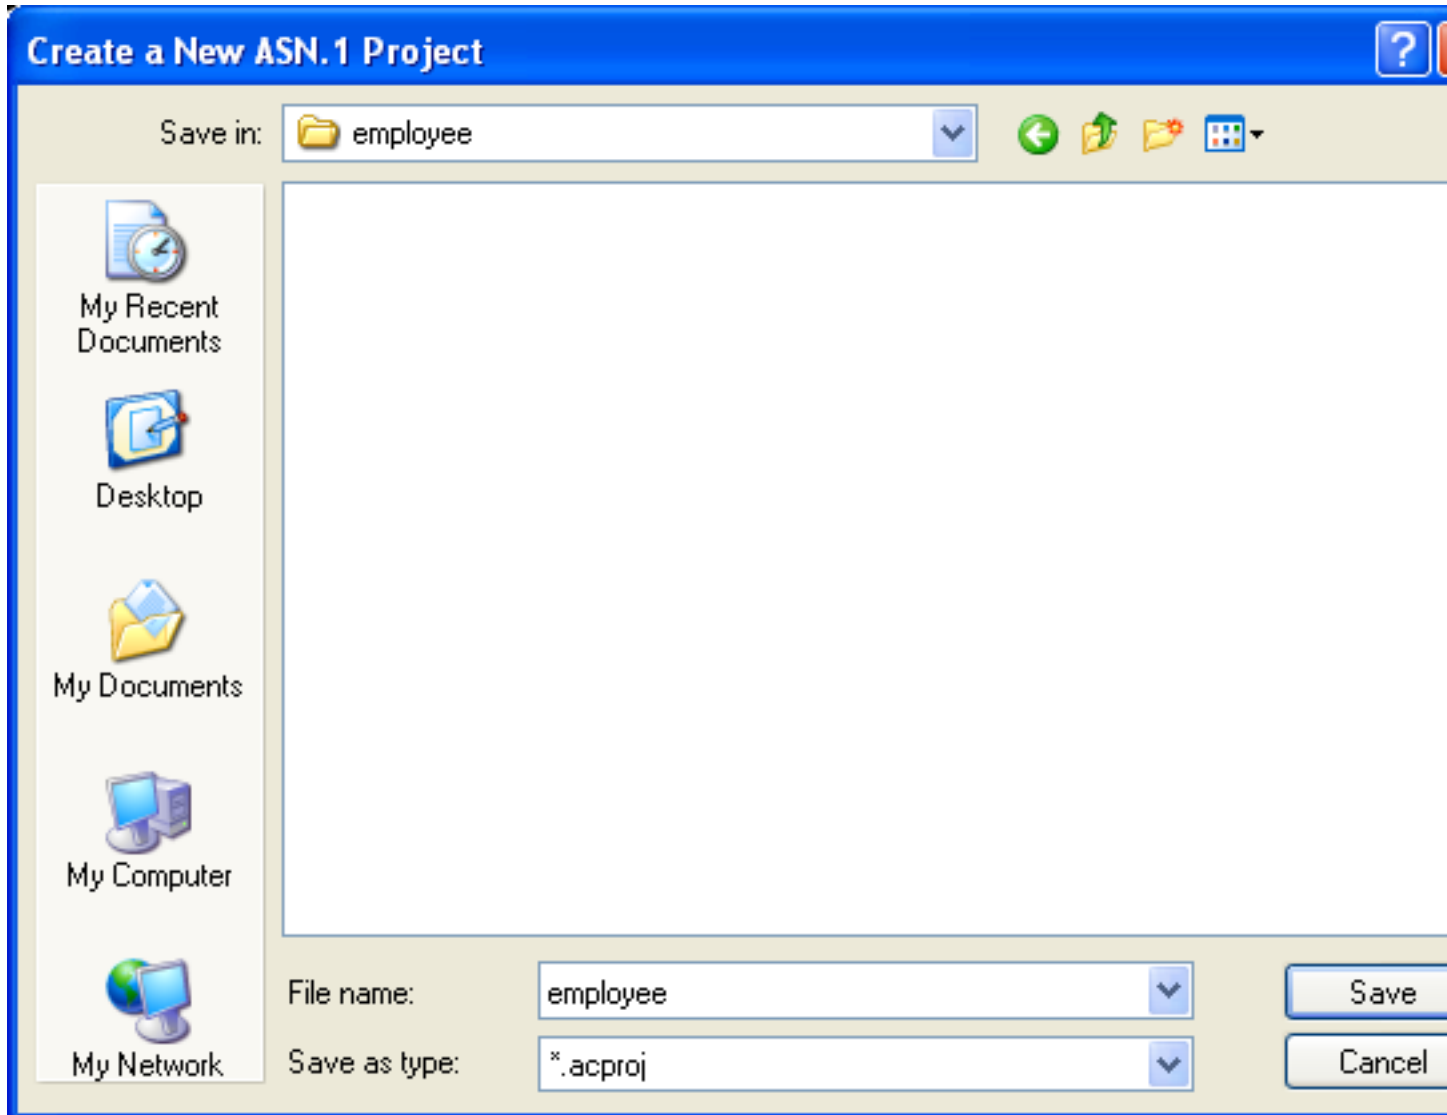 Create a New ASN.1 Project
?
Save in:
employee
My Recent
Documents
Desktop
My Documents
My Computer
My Network
File name:
employee
Save
Save as type:
*.acproj
Cancel